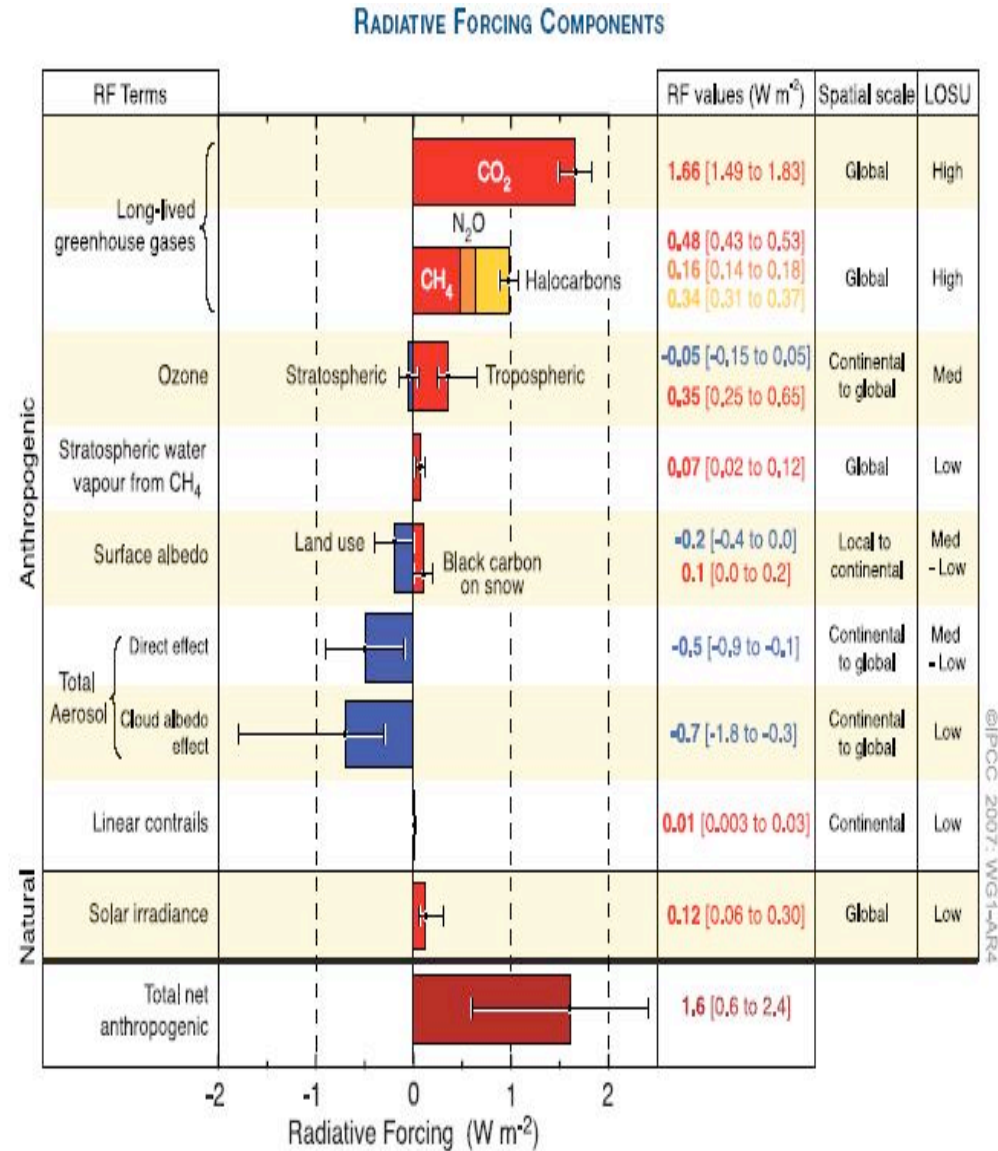 RADIATIVE FORCING COMPONENTS
RF Terms
RF values (W m⁻²)
Spatial scale
LOSU
Anthropogenic
Long-lived
greenhouse gases
CO₂
1.66 [1.49 to 1.83]
Global
High
N₂O
CH₄
Halocarbons
0.48 [0.43 to 0.53]
0.16 [0.14 to 0.18]
0.34 [0.31 to 0.37]
Global
High
Ozone
Stratospheric
Tropospheric
-0.05 [-0.15 to 0.05]
0.35 [0.25 to 0.65]
Continental
to global
Med
Stratospheric water
vapour from CH₄
0.07 [0.02 to 0.12]
Global
Low
Surface albedo
Land use
Black carbon
on snow
-0.2 [-0.4 to 0.0]
0.1 [0.0 to 0.2]
Local to
continental
Med
- Low
Total
Aerosol
Direct effect
-0.5 [-0.9 to -0.1]
Continental
to global
Med
- Low
Cloud albedo
effect
-0.7 [-1.8 to -0.3]
Continental
to global
Low
Linear contrails
0.01 [0.003 to 0.03]
Continental
Low
Natural
Solar irradiance
0.12 [0.06 to 0.30]
Global
Low
Total net
anthropogenic
1.6 [0.6 to 2.4]
-2 -1 0 1 2
Radiative Forcing (W m⁻²)
©IPCC 2007: WG1-AR4